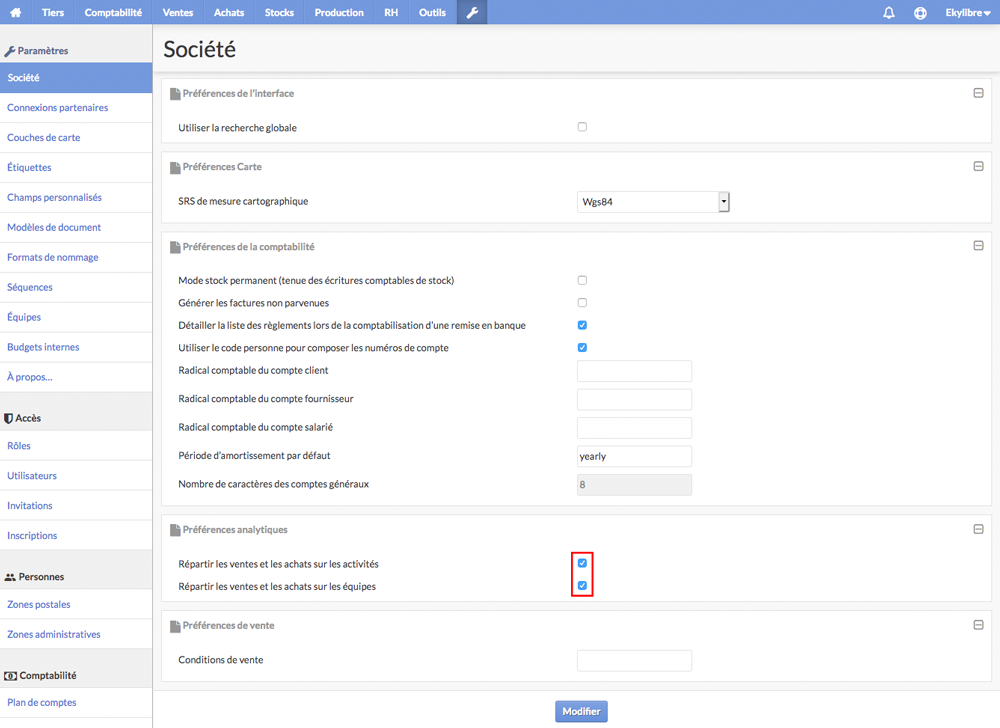 Tiers Comptabilité Ventes Achats Stocks Production RH Outils Ekylibre
Paramètres
Société
Connexions partenaires
Couches de carte
Étiquettes
Champs personnalisés
Modèles de document
Formats de nommage
Séquences
Équipes
Budgets internes
À propos...
Accès
Rôles
Utilisateurs
Invitations
Inscriptions
Personnes
Zones postales
Zones administratives
Comptabilité
Plan de comptes
Société
Préférences de l'interface
Utiliser la recherche globale
Préférences Carte
SRS de mesure cartographique Wgs84
Préférences de la comptabilité
Mode stock permanent (tenue des écritures comptables de stock)
Générer les factures non parvenues
Détailler la liste des règlements lors de la comptabilisation d'une remise en banque
Utiliser le code personne pour composer les numéros de compte
Radical comptable du compte client
Radical comptable du compte fournisseur
Radical comptable du compte salarié
Période d'amortissement par défaut yearly
Nombre de caractères des comptes généraux 8
Préférences analytiques
Répartir les ventes et les achats sur les activités
Répartir les ventes et les achats sur les équipes
Préférences de vente
Conditions de vente
Modifier